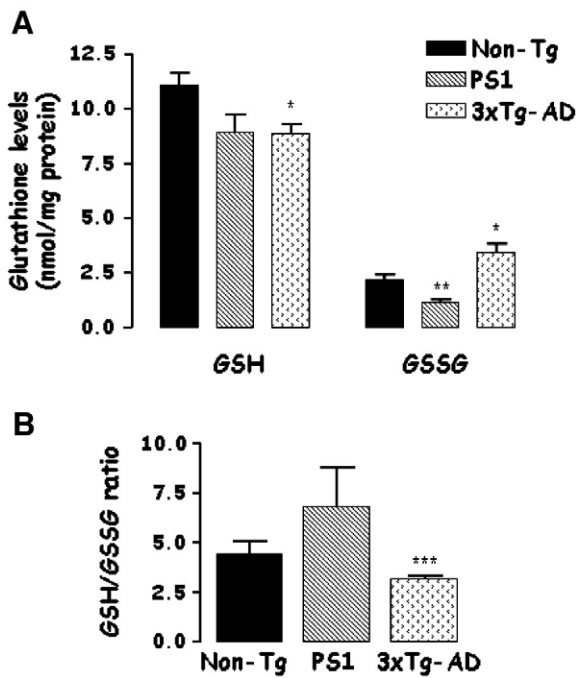 A
12.5
10.0
7.5
5.0
2.5
0.0
Glutathione levels
(nmol/mg protein)
Non-Tg
PS1
3xTg-AD
*
**
*
GSH
GSSG
B
10.0
7.5
5.0
2.5
0.0
GSH/GSSG ratio
***
Non-Tg PS1 3xTg-AD